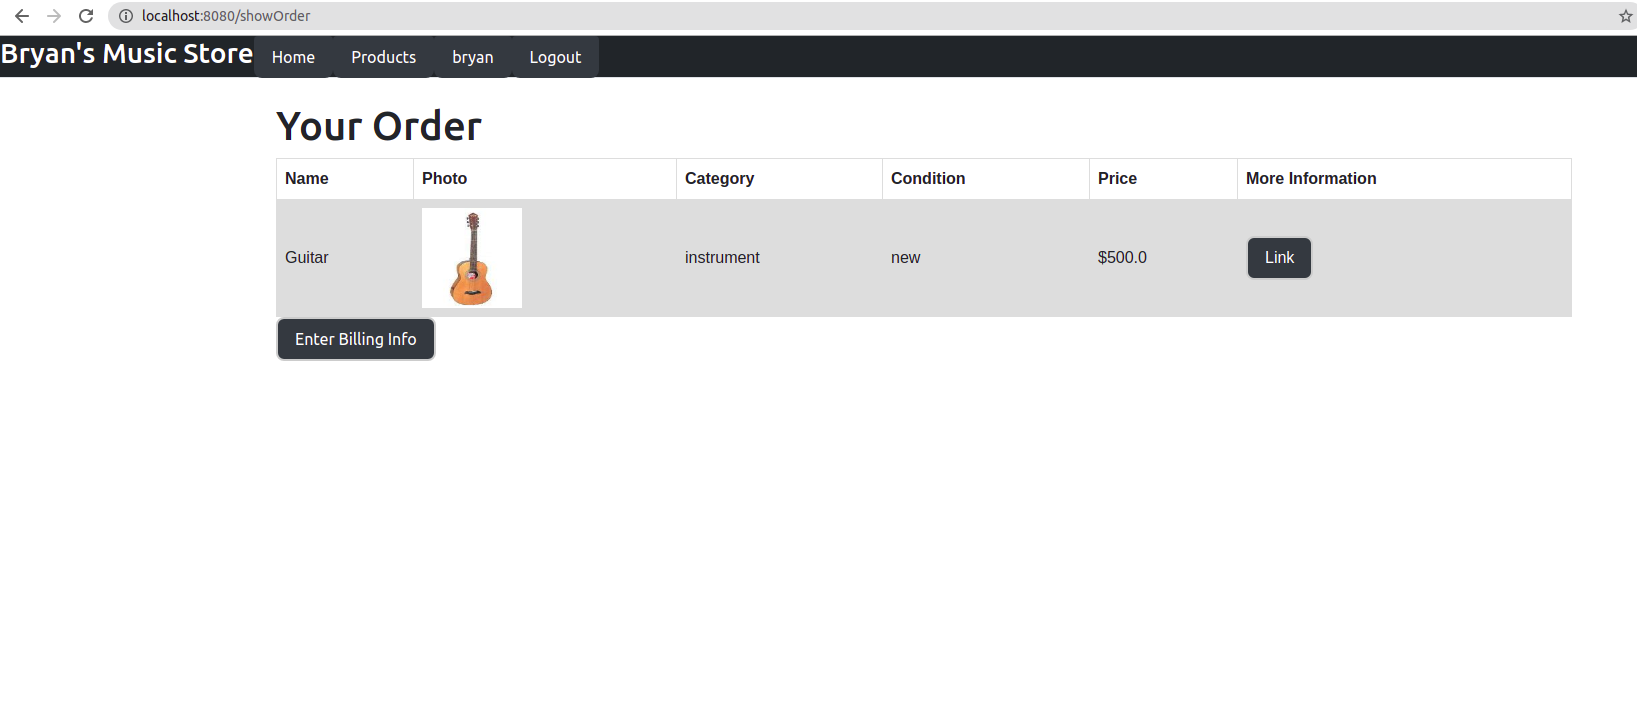 localhost:8080/showOrder
Bryan's Music Store Home Products bryan Logout
Your Order
Name Photo Category Condition Price More Information
Guitar instrument new $500.0 Link
Enter Billing Info